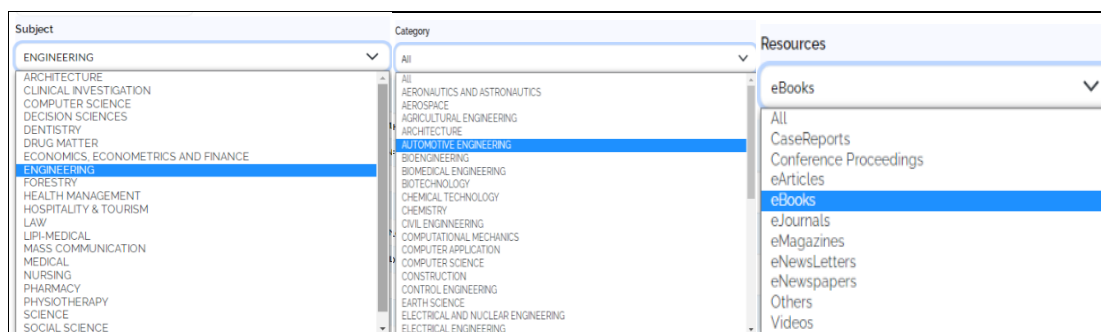 Subject
ENGINEERING
ARCHITECTURE
CLINICAL INVESTIGATION
COMPUTER SCIENCE
DECISION SCIENCES
DENTISTRY
DRUG MATTER
ECONOMICS, ECONOMETRICS AND FINANCE
ENGINEERING
FORESTRY
HEALTH MANAGEMENT
HOSPITALITY & TOURISM
LAW
LIPI-MEDICAL
MASS COMMUNICATION
MEDICAL
NURSING
PHARMACY
PHYSIOTHERAPY
SCIENCE
SOCIAL SCIENCE
Category
All
All
AERONAUTICS AND ASTRONAUTICS
AEROSPACE
AGRICULTURAL ENGINEERING
ARCHITECTURE
AUTOMOTIVE ENGINEERING
BIOENGINEERING
BIOMEDICAL ENGINEERING
BIOTECHNOLOGY
CHEMICAL TECHNOLOGY
CHEMISTRY
CIVIL ENGINNEERING
COMPUTATIONAL MECHANICS
COMPUTER APPLICATION
COMPUTER SCIENCE
CONSTRUCTION
CONTROL ENGINEERING
EARTH SCIENCE
ELECTRICAL AND NUCLEAR ENGINEERING
ELECTRICAL ENGINEERING
Resources
eBooks
All
CaseReports
Conference Proceedings
eArticles
eBooks
eJournals
eMagazines
eNewsLetters
eNewspapers
Others
Videos